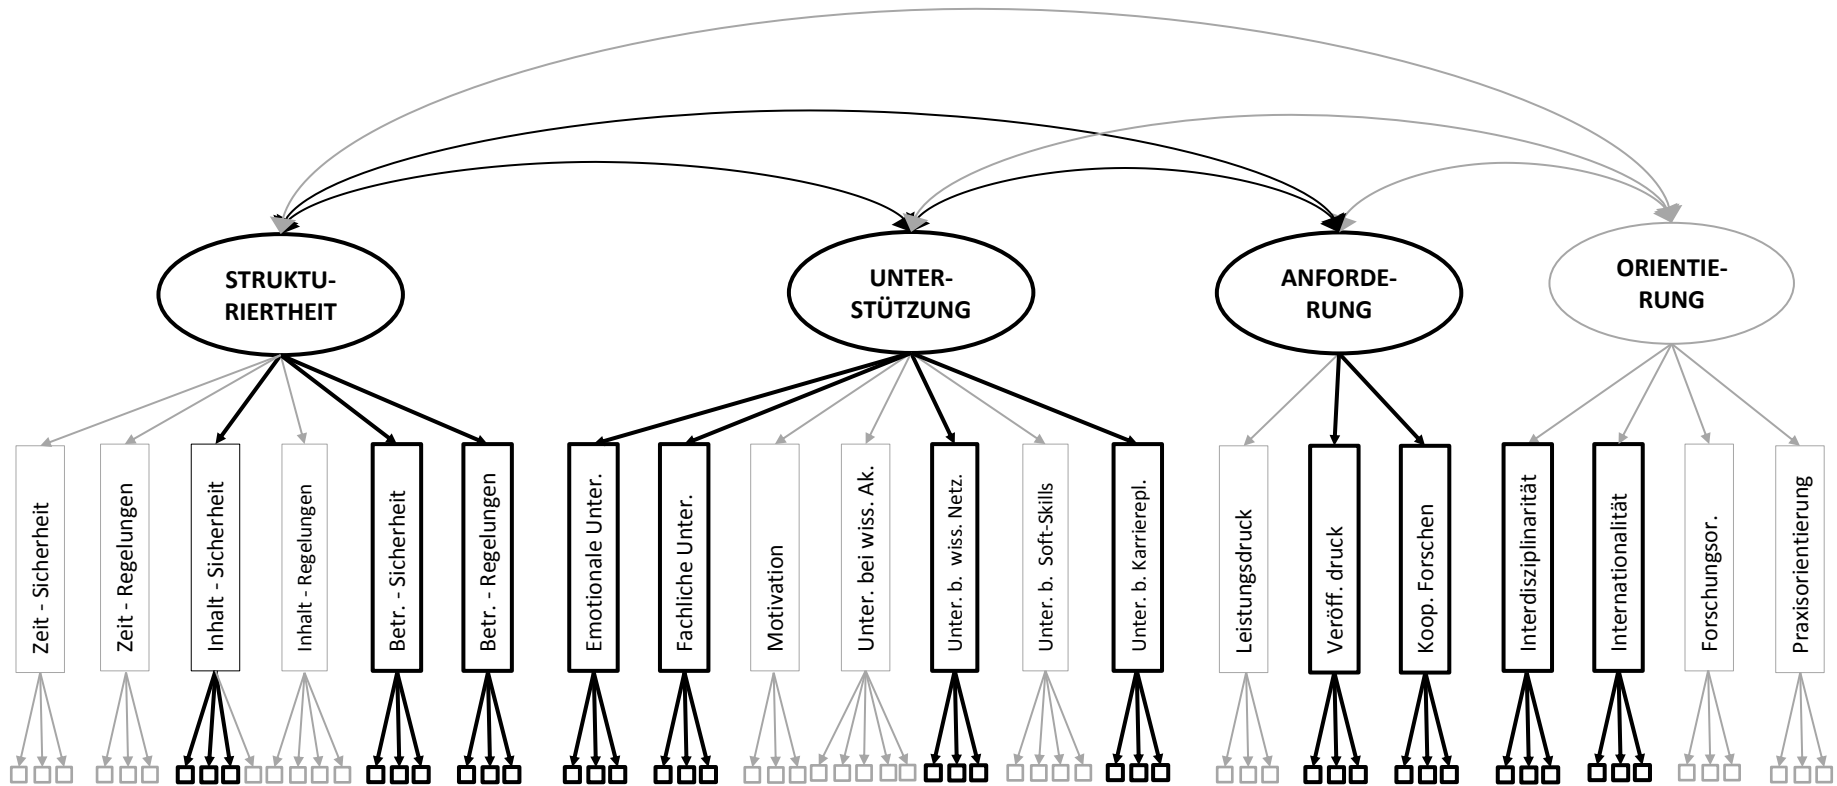 STRUKTU-
RIERTHEIT
UNTER-
STÜTZUNG
ANFORDE-
RUNG
ORIENTIE-
RUNG
Zeit - Sicherheit
Zeit - Regelungen
Inhalt - Sicherheit
Inhalt - Regelungen
Betr. - Sicherheit
Betr. - Regelungen
Emotionale Unter.
Fachliche Unter.
Motivation
Unter. bei wiss. Ak.
Unter. b. wiss. Netz.
Unter. b. Soft-Skills
Unter. b. Karrierepl.
Leistungsdruck
Veröff. druck
Koop. Forschen
Interdisziplinarität
Internationalität
Forschungsor.
Praxisorientierung